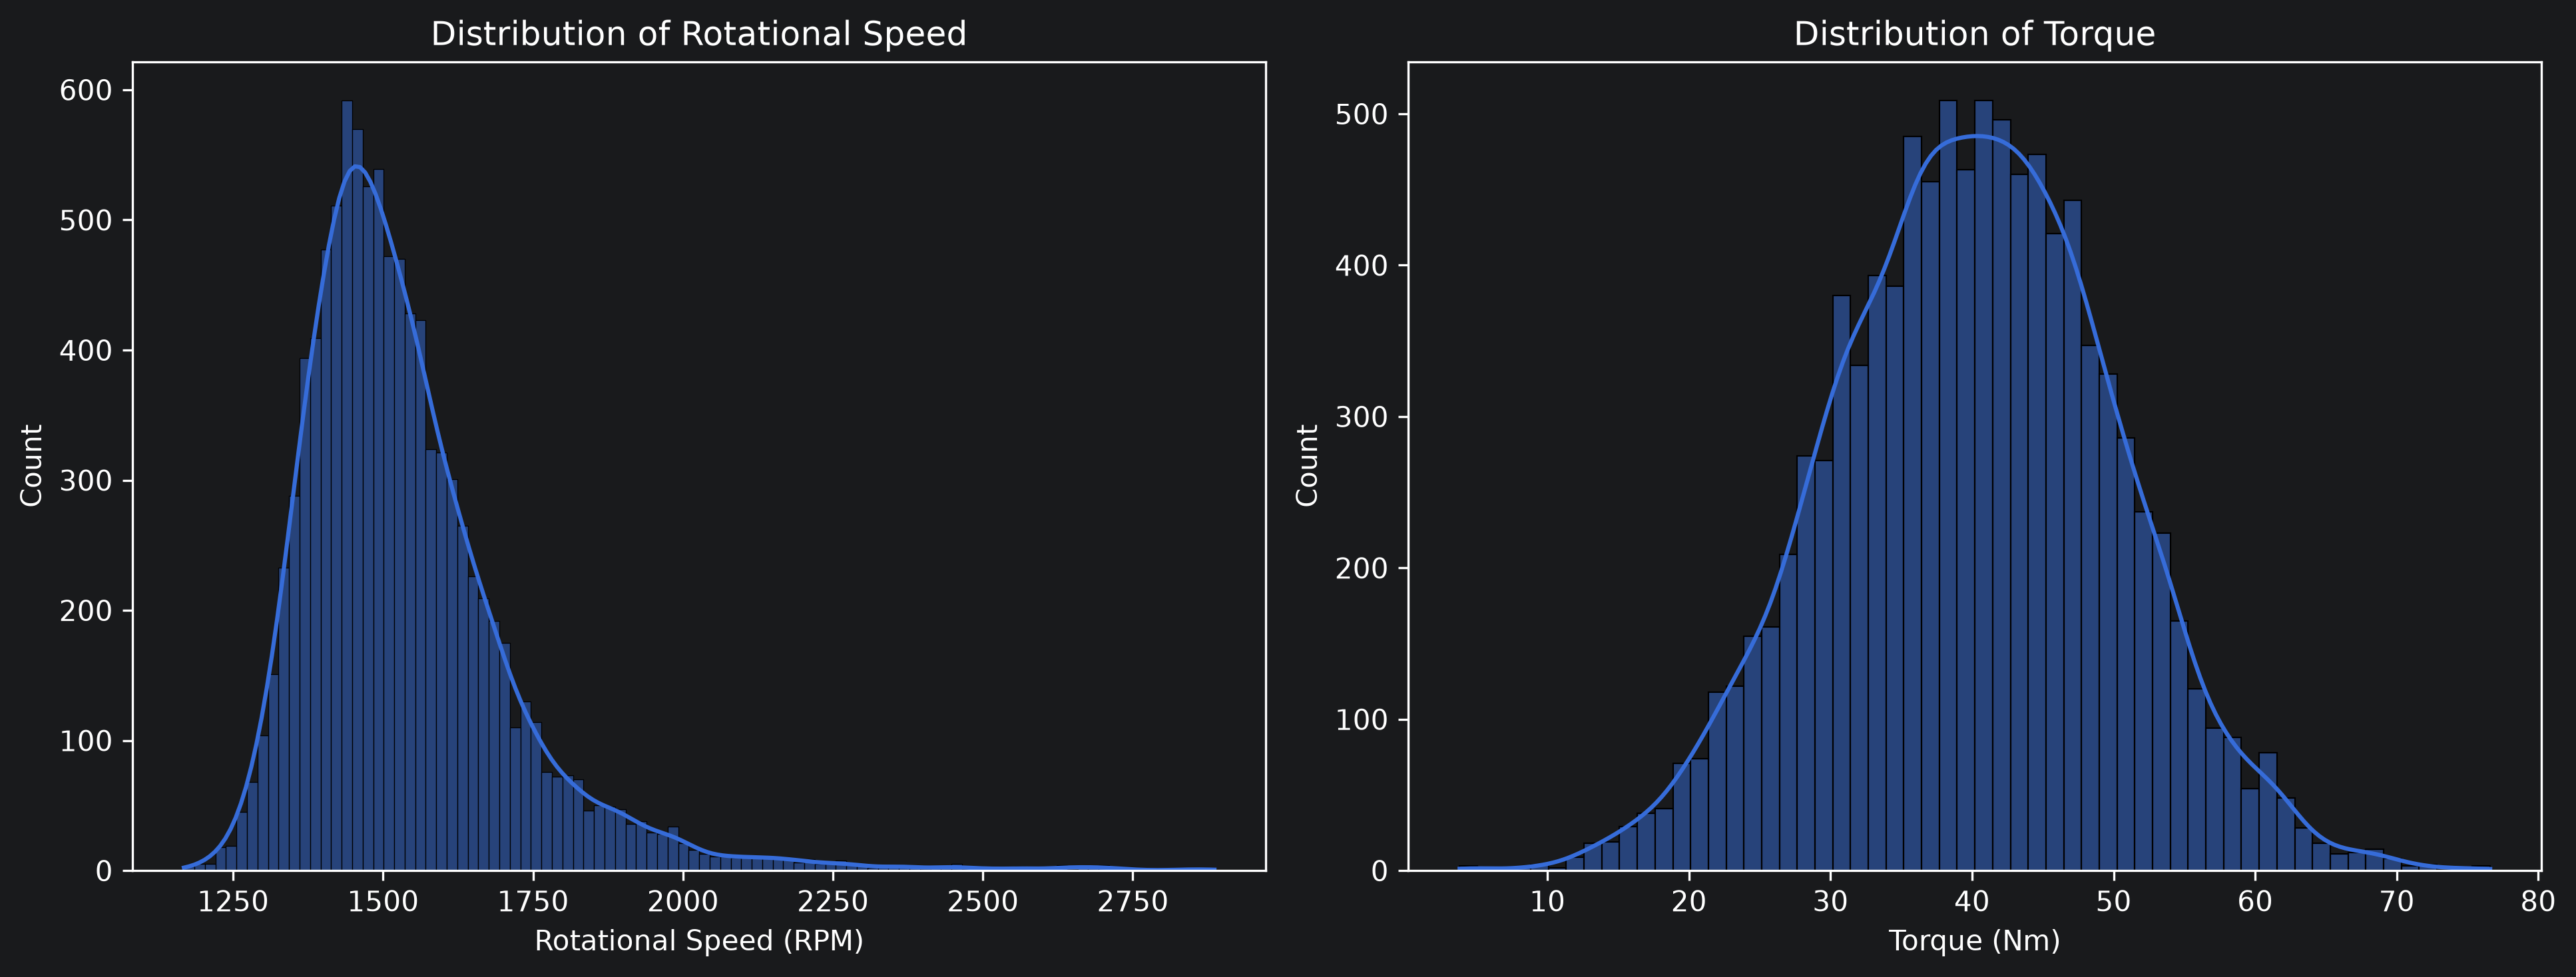 Distribution of Rotational Speed
600
500
400
300
200
100
0
Count
1250 1500 1750 2000 2250 2500 2750
Rotational Speed (RPM)
Distribution of Torque
500
400
300
200
100
0
Count
10 20 30 40 50 60 70 80
Torque (Nm)